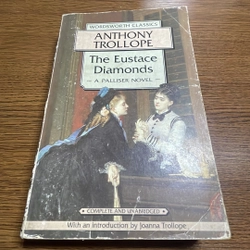 WORDSWORTH CLASSICS
ANTHONY
TROLLOPE
The Eustace
Diamonds
– A PALLISER NOVEL –
COMPLETE AND UNABRIDGED
With an Introduction by Joanna Trollope